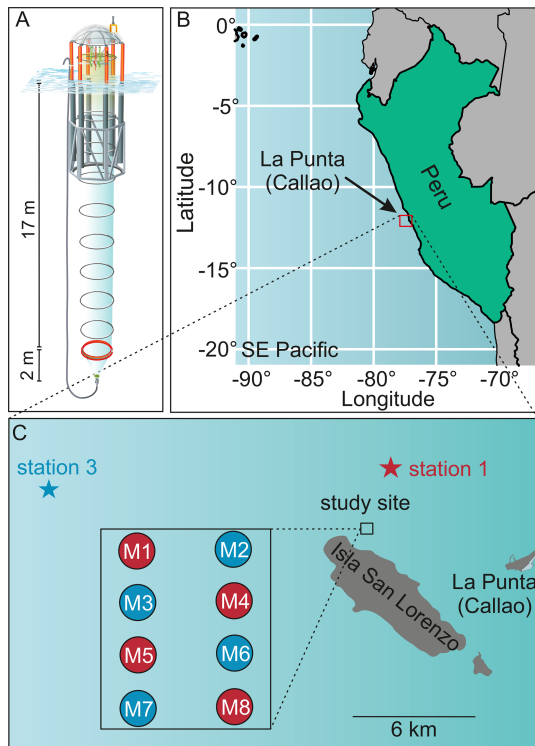 A
17 m
2 m
B
0°
-5°
-10°
-15°
-20°
Latitude
La Punta
(Callao)
Peru
SE Pacific
-90°
-85°
-80°
-75°
-70°
Longitude
C
station 3
station 1
study site
M1
M2
M3
M4
M5
M6
M7
M8
Isla San Lorenzo
La Punta
(Callao)
6 km